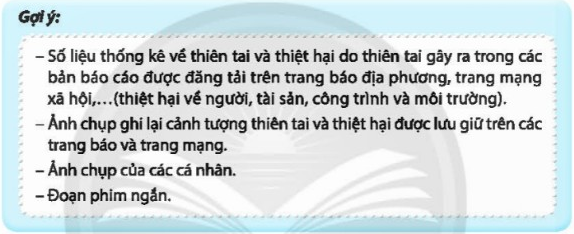 Gợi ý:
– Số liệu thống kê về thiên tai và thiệt hại do thiên tai gây ra trong các
bản báo cáo được đăng tải trên trang báo địa phương, trang mạng
xã hội,…(thiệt hại về người, tài sản, công trình và môi trường).
– Ảnh chụp ghi lại cảnh tượng thiên tai và thiệt hại được lưu giữ trên các
trang báo và trang mạng.
– Ảnh chụp của các cá nhân.
– Đoạn phim ngắn.